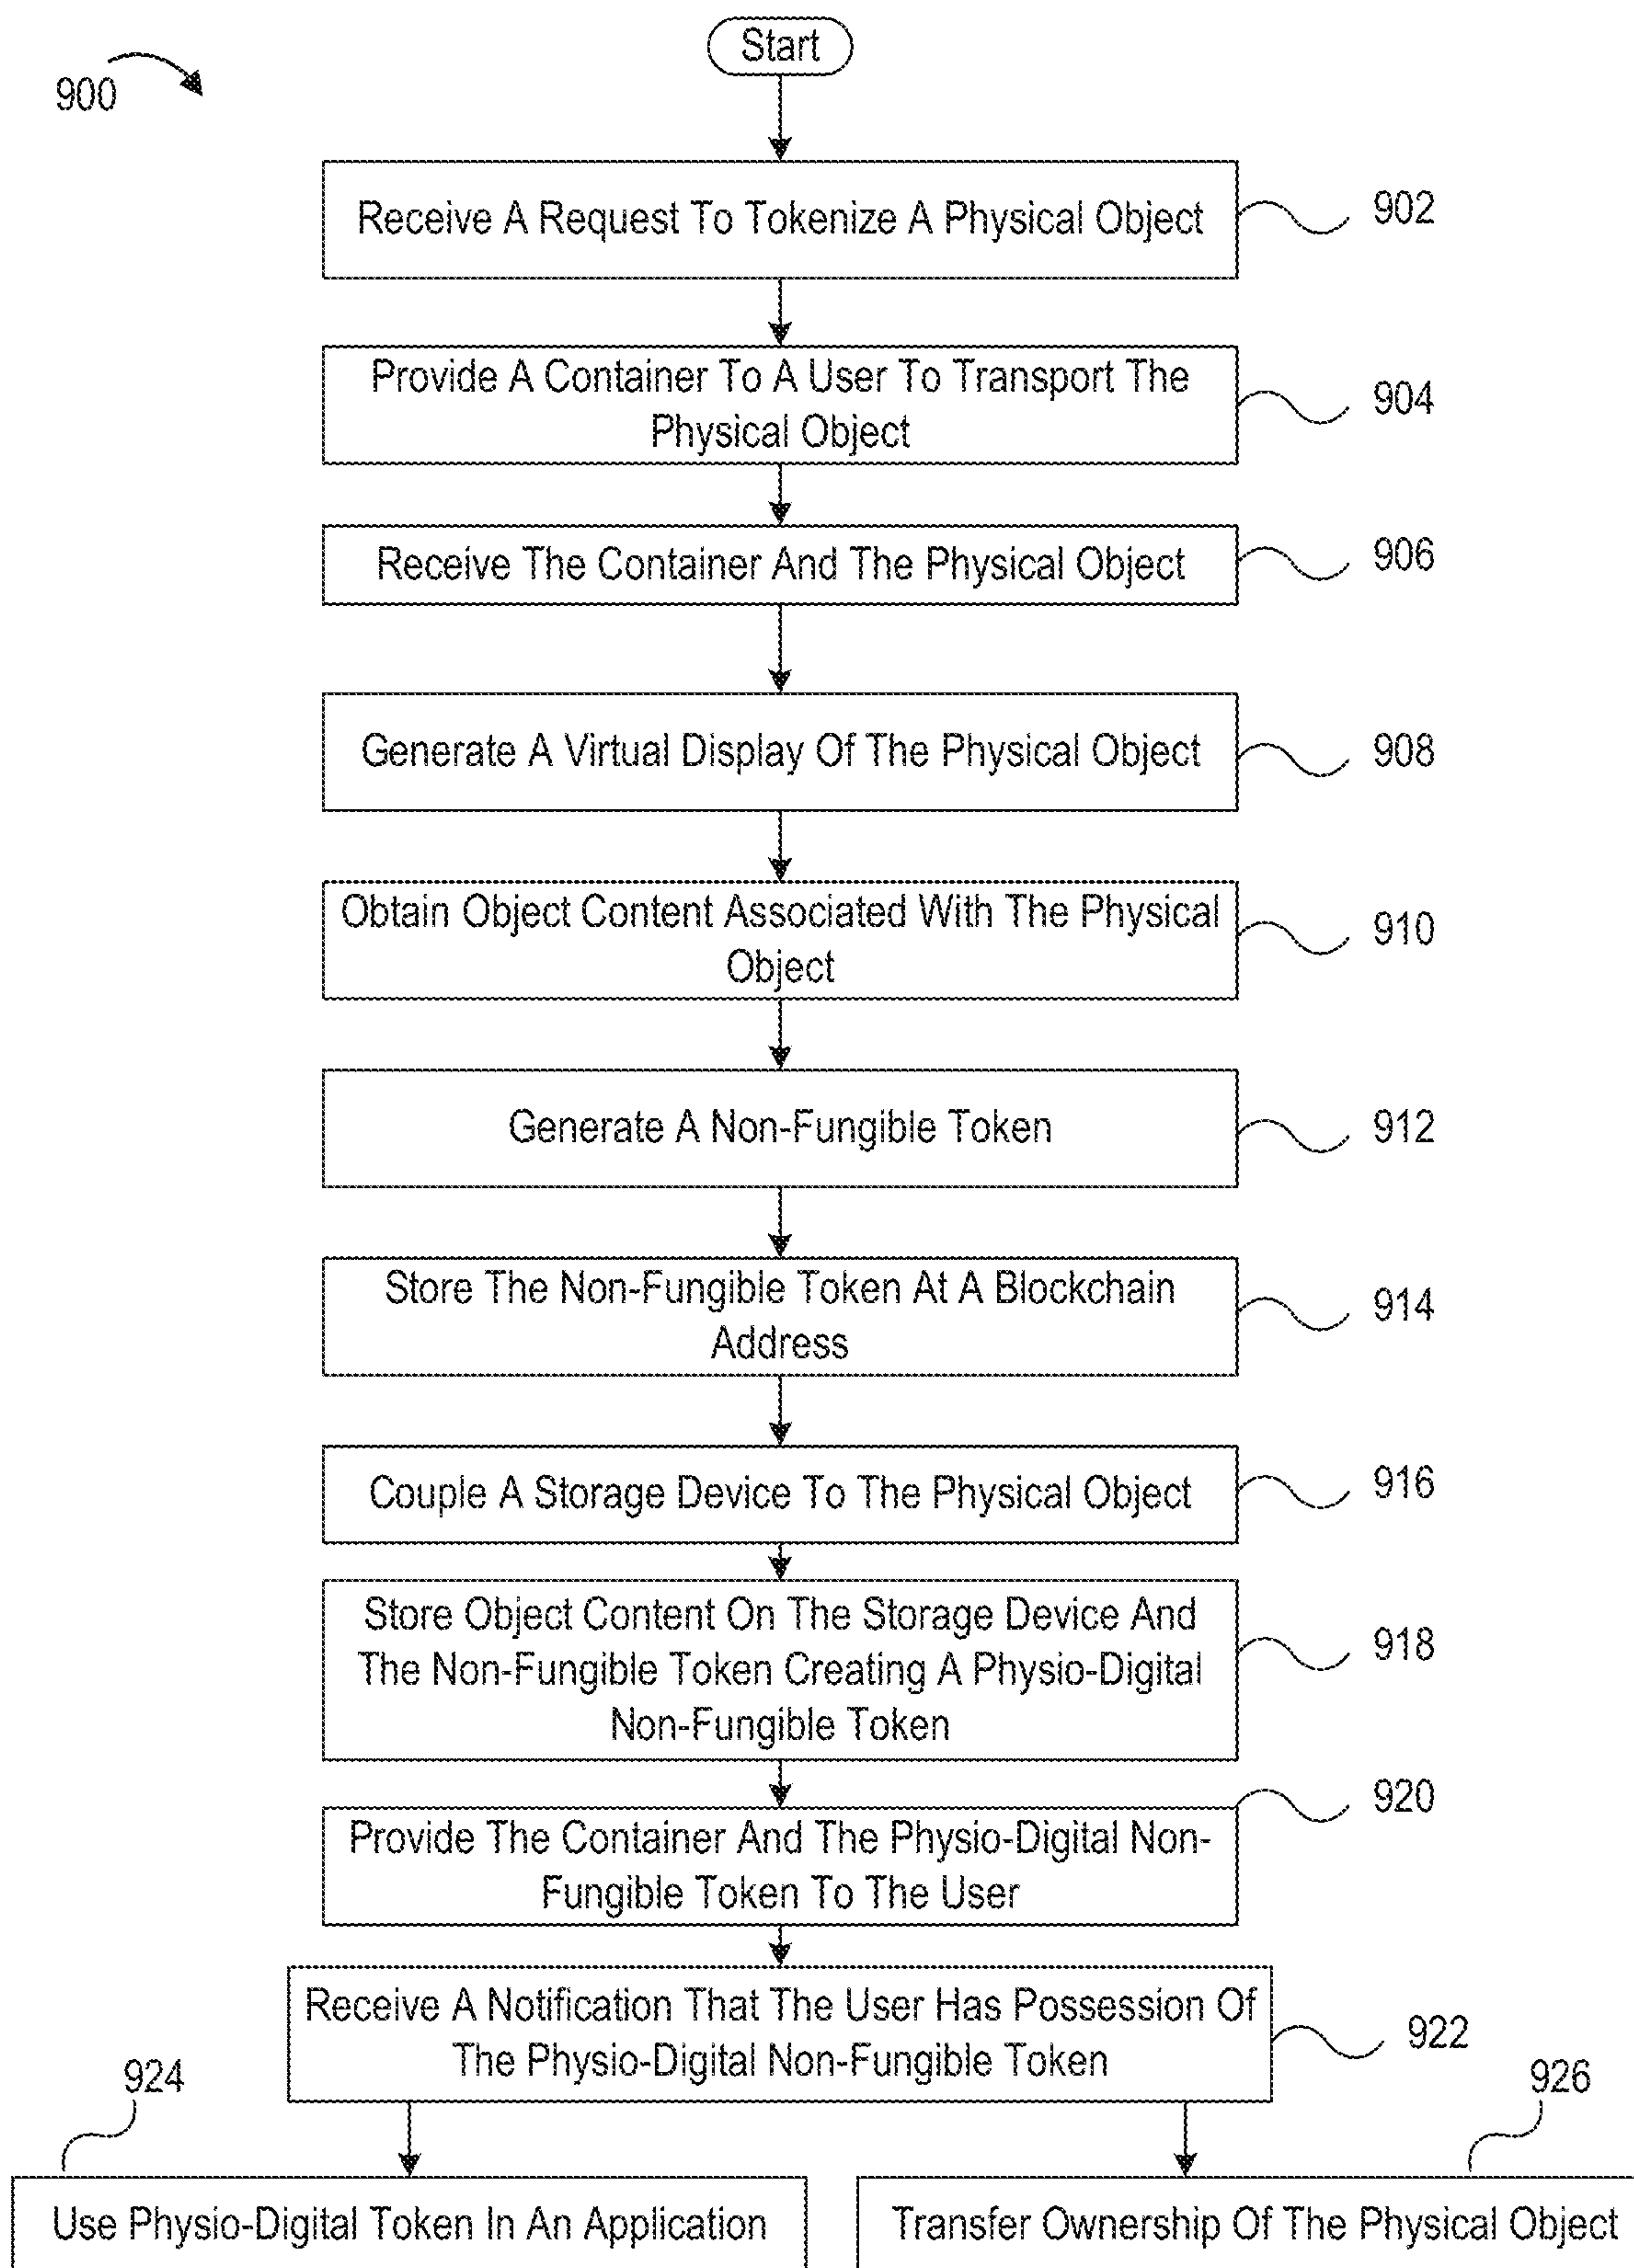 Start
900
Receive A Request To Tokenize A Physical Object
902
Provide A Container To A User To Transport The
Physical Object
904
Receive The Container And The Physical Object
906
Generate A Virtual Display Of The Physical Object
908
Obtain Object Content Associated With The Physical
Object
910
Generate A Non-Fungible Token
912
Store The Non-Fungible Token At A Blockchain
Address
914
Couple A Storage Device To The Physical Object
916
Store Object Content On The Storage Device And
The Non-Fungible Token Creating A Physio-Digital
Non-Fungible Token
918
Provide The Container And The Physio-Digital Non-
Fungible Token To The User
920
Receive A Notification That The User Has Possession Of
The Physio-Digital Non-Fungible Token
922
924
Use Physio-Digital Token In An Application
926
Transfer Ownership Of The Physical Object